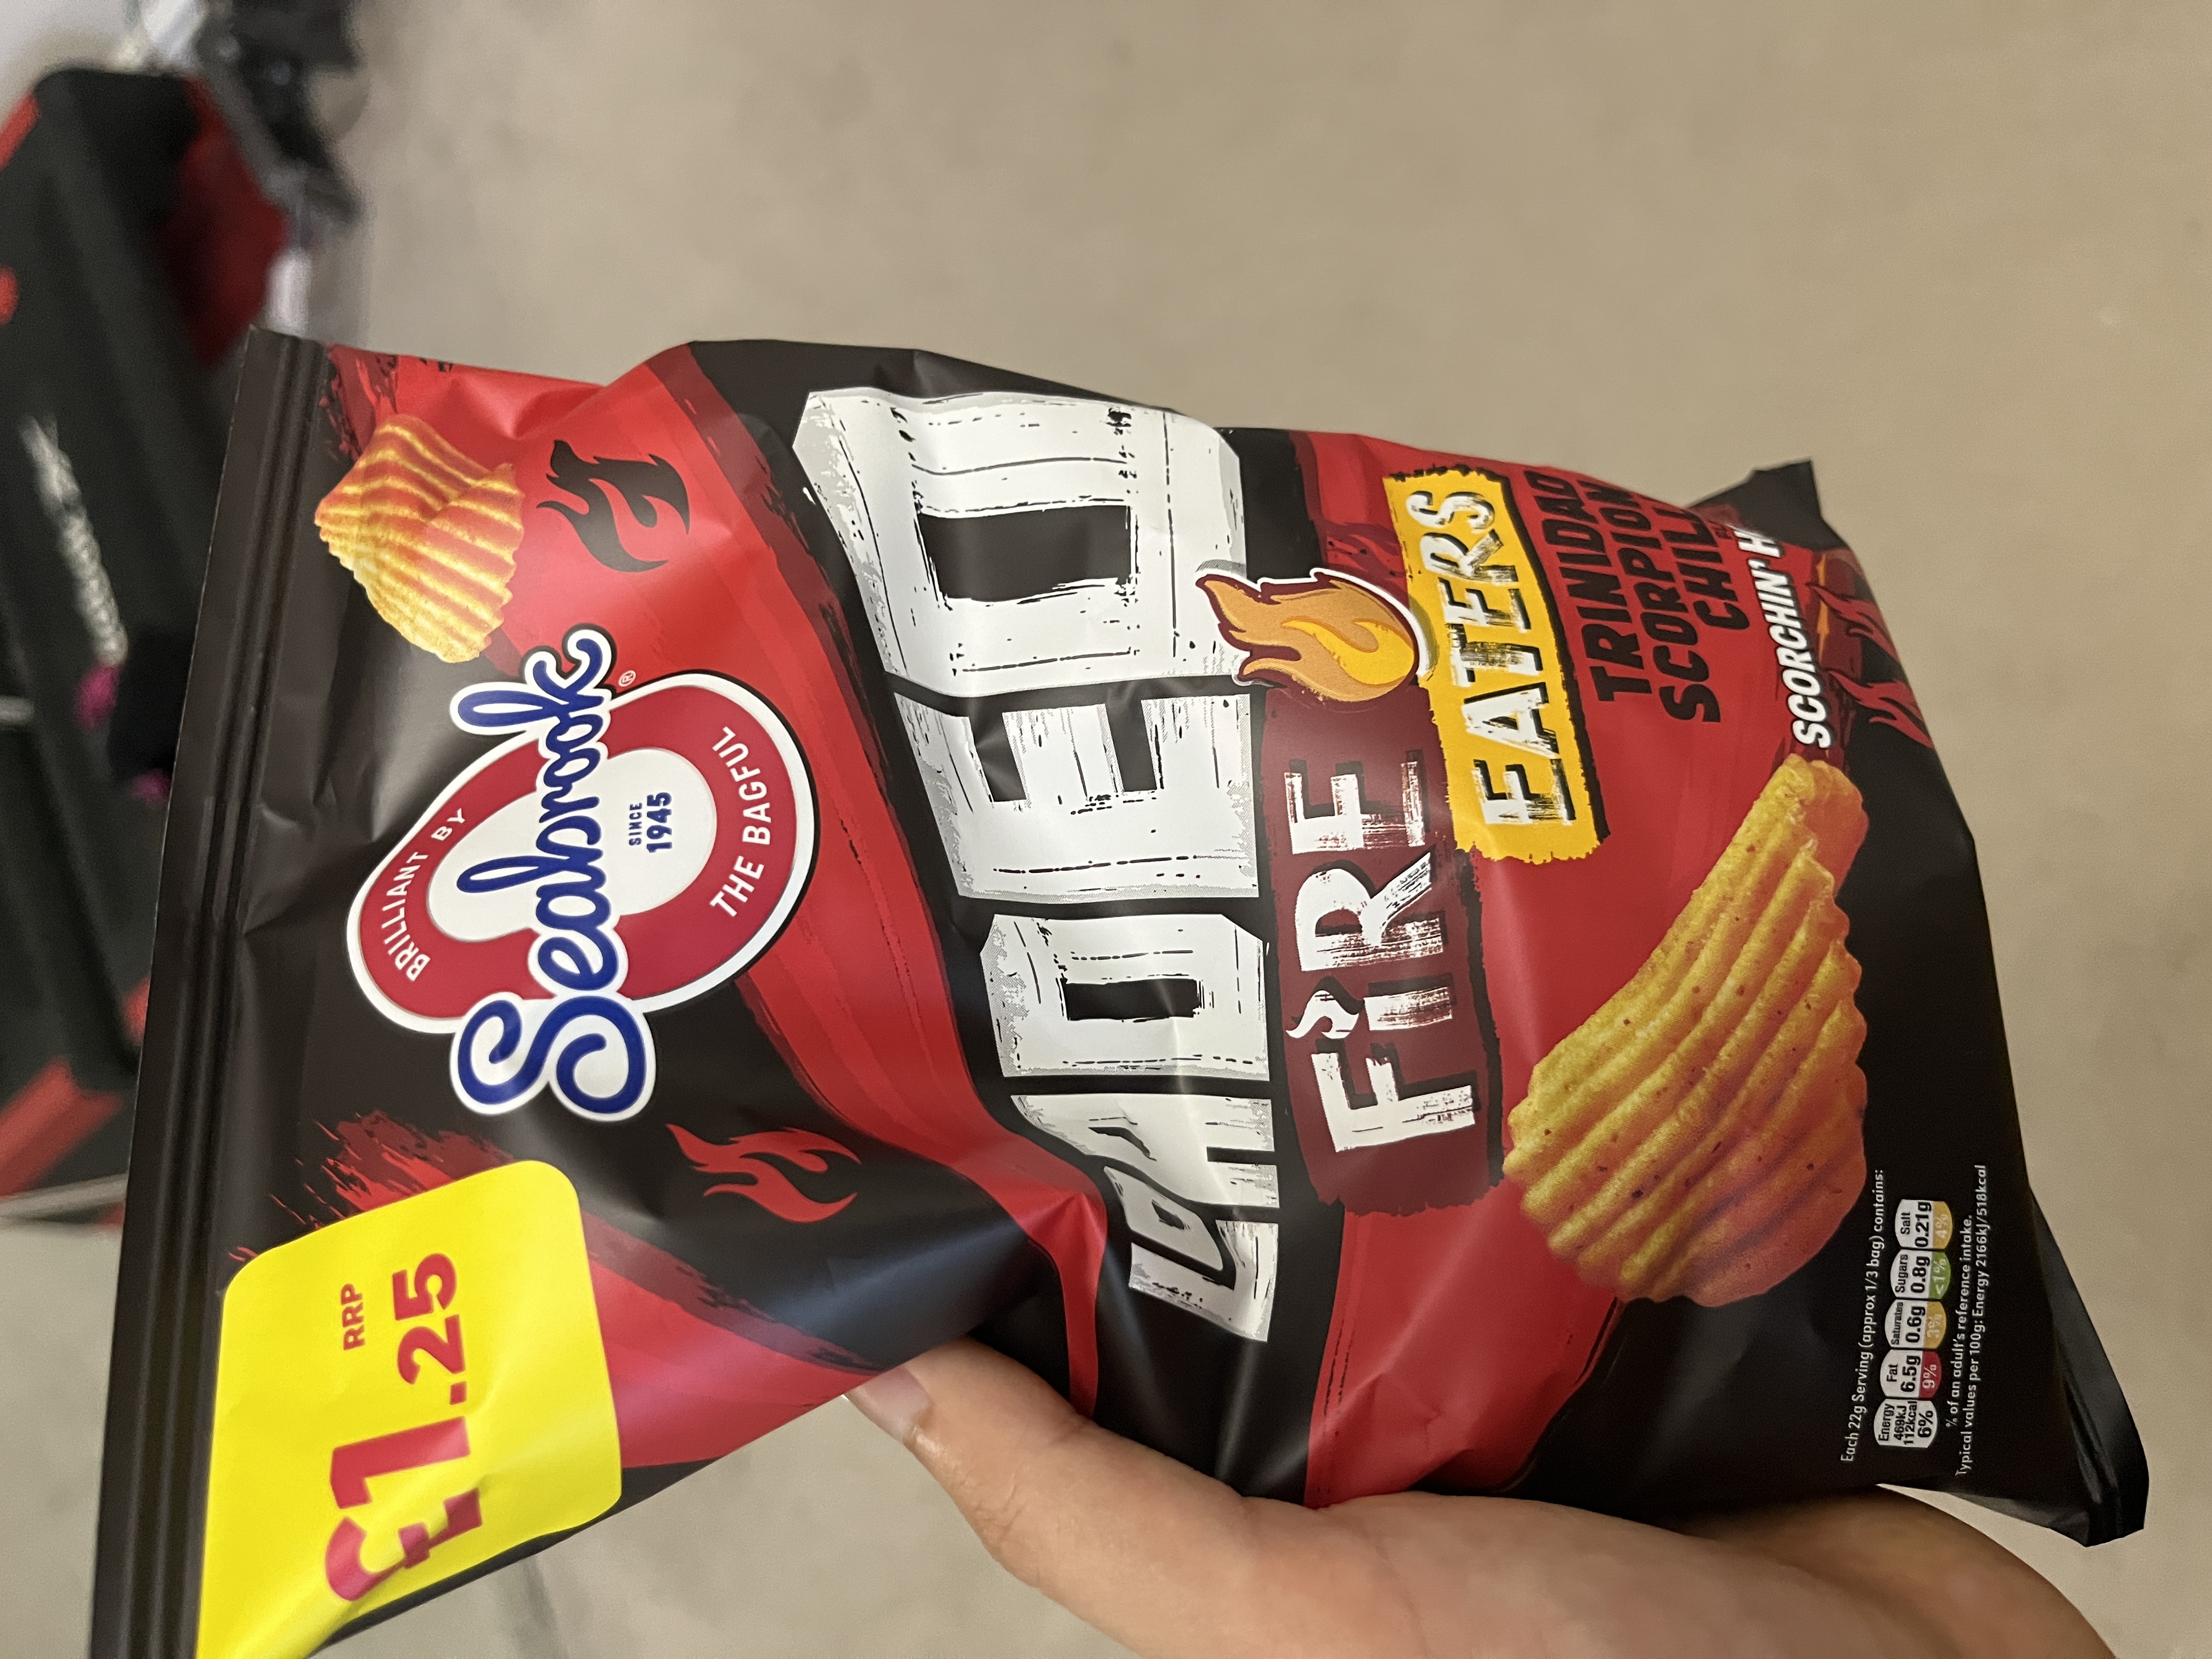 £1.25
RRP
BRILLIANT BY
Seabrook
®
SINCE
1945
THE BAGFUL
LOADED
FIRE
EATERS
TRINIDAD
SCORPION
SCORCHIN'
Each 22g Serving (approx 1/3 bag) contains:
Energy 469kJ 112kcal 6%
Fat 6.5g 9%
Saturates 0.6g 3%
Sugars 0.8g <1%
Salt 0.21g 4%
% of an adult's reference intake.
Typical values per 100g: Energy 2166kJ/518kcal